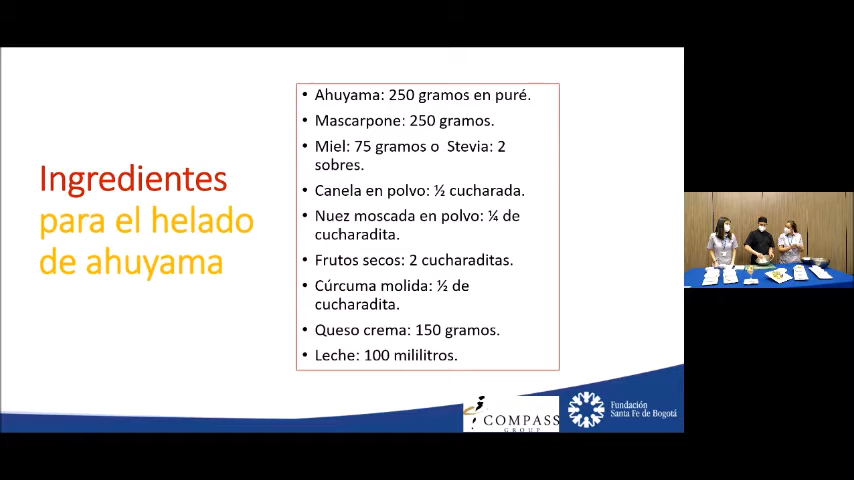 Ingredientes
para el helado
de ahuyama
• Ahuyama: 250 gramos en puré.
• Mascarpone: 250 gramos.
• Miel: 75 gramos o  Stevia: 2
sobres.
• Canela en polvo: ½ cucharada.
• Nuez moscada en polvo: ¼ de
cucharadita.
• Frutos secos: 2 cucharaditas.
• Cúrcuma molida: ½ de
cucharadita.
• Queso crema: 150 gramos.
• Leche: 100 mililitros.
COMPASS
GROUP
Fundación
Santa Fe de Bogotá